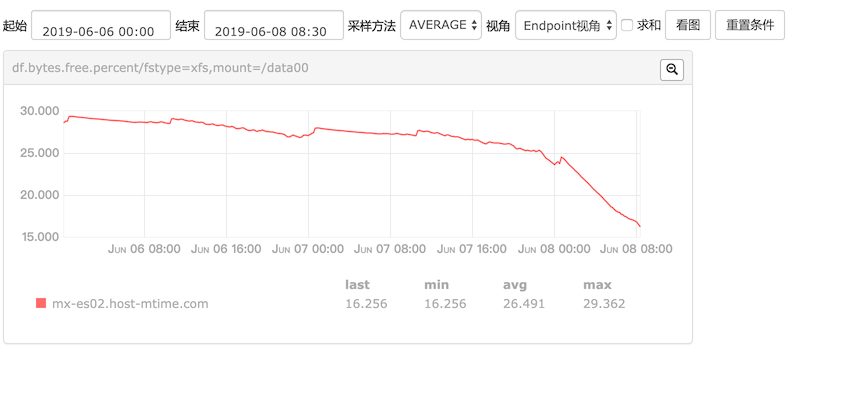 起始 2019-06-06 00:00 结束 2019-06-08 08:30 采样方法 AVERAGE 视角 Endpoint视角 求和 看图 重置条件
df.bytes.free.percent/fstype=xfs,mount=/data00
30.000
25.000
20.000
15.000
Jun 06 08:00 Jun 06 16:00 Jun 07 00:00 Jun 07 08:00 Jun 07 16:00 Jun 08 00:00 Jun 08 08:00
last min avg max
mx-es02.host-mtime.com 16.256 16.256 26.491 29.362